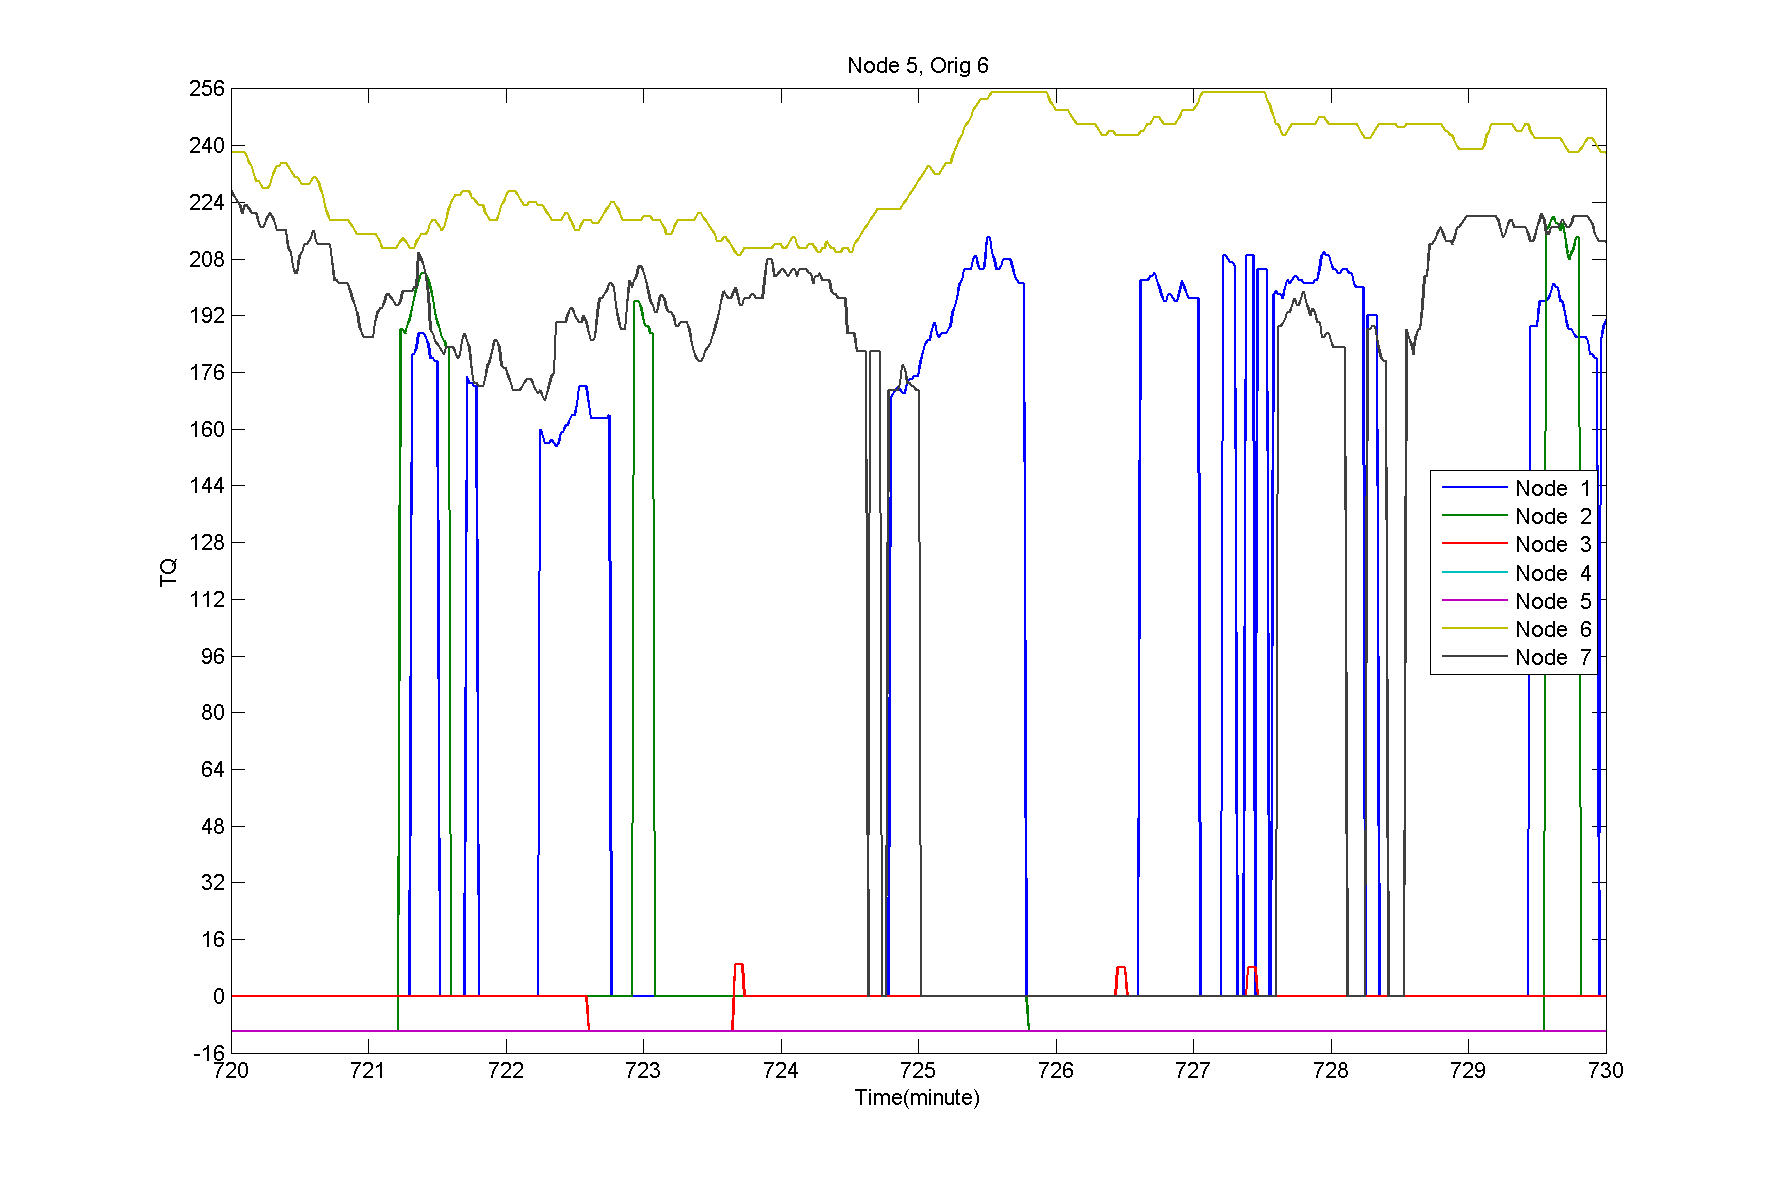 Node 5, Orig 6
256
240
224
208
192
176
160
144
128
112
96
80
64
48
32
16
0
-16
TQ
Node 1
Node 2
Node 3
Node 4
Node 5
Node 6
Node 7
720 721 722 723 724 725 726 727 728 729 730
Time(minute)